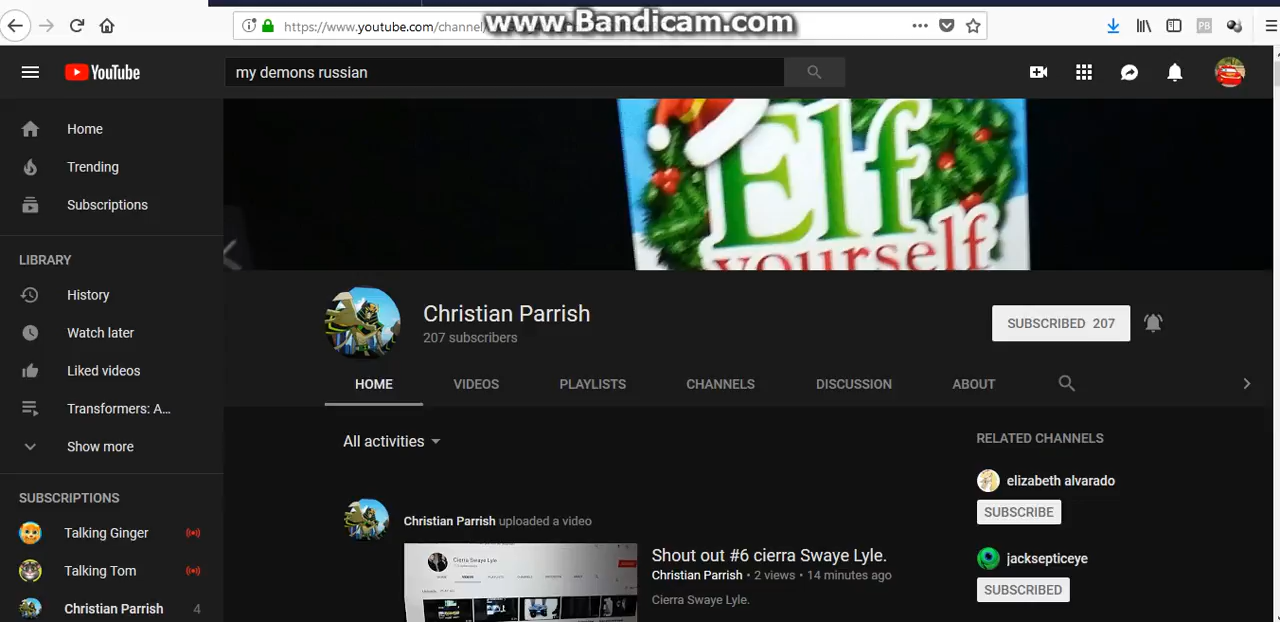 www.Bandicam.com
https://www.youtube.com/channel/
YouTube
my demons russian
Home
Trending
Subscriptions
LIBRARY
History
Watch later
Liked videos
Transformers: A...
Show more
SUBSCRIPTIONS
Talking Ginger
Talking Tom
Christian Parrish 4
Elf
yourself
Christian Parrish
207 subscribers
SUBSCRIBED 207
HOME VIDEOS PLAYLISTS CHANNELS DISCUSSION ABOUT
All activities
Christian Parrish uploaded a video
Cierra Swaye Lyle
Shout out #6 cierra Swaye Lyle.
Christian Parrish • 2 views • 14 minutes ago
Cierra Swaye Lyle.
RELATED CHANNELS
elizabeth alvarado
SUBSCRIBE
jacksepticeye
SUBSCRIBED